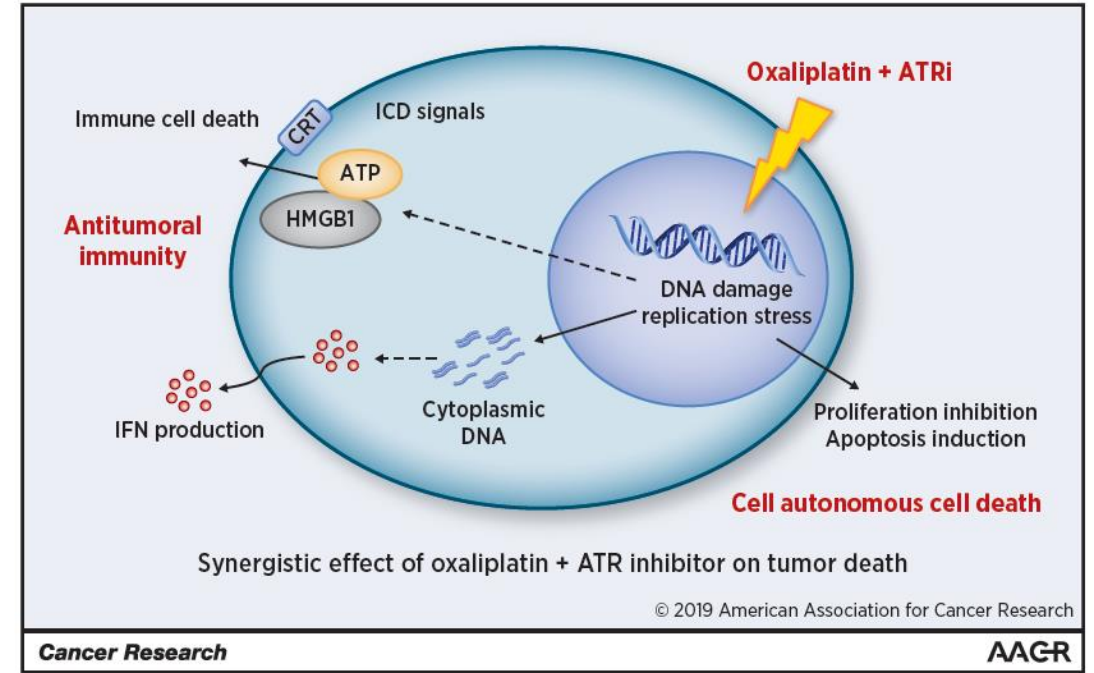 Oxaliplatin + ATRi
ICD signals
Immune cell death
CRT
ATP
HMGB1
Antitumoral
immunity
DNA damage
replication stress
Cytoplasmic
DNA
IFN production
Proliferation inhibition
Apoptosis induction
Cell autonomous cell death
Synergistic effect of oxaliplatin + ATR inhibitor on tumor death
© 2019 American Association for Cancer Research
Cancer Research
AACR